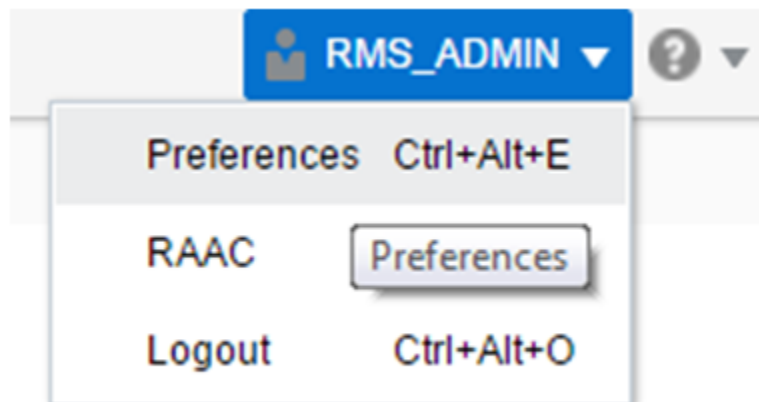 RMS_ADMIN ?
Preferences Ctrl+Alt+E
RAAC
Preferences
Logout Ctrl+Alt+O